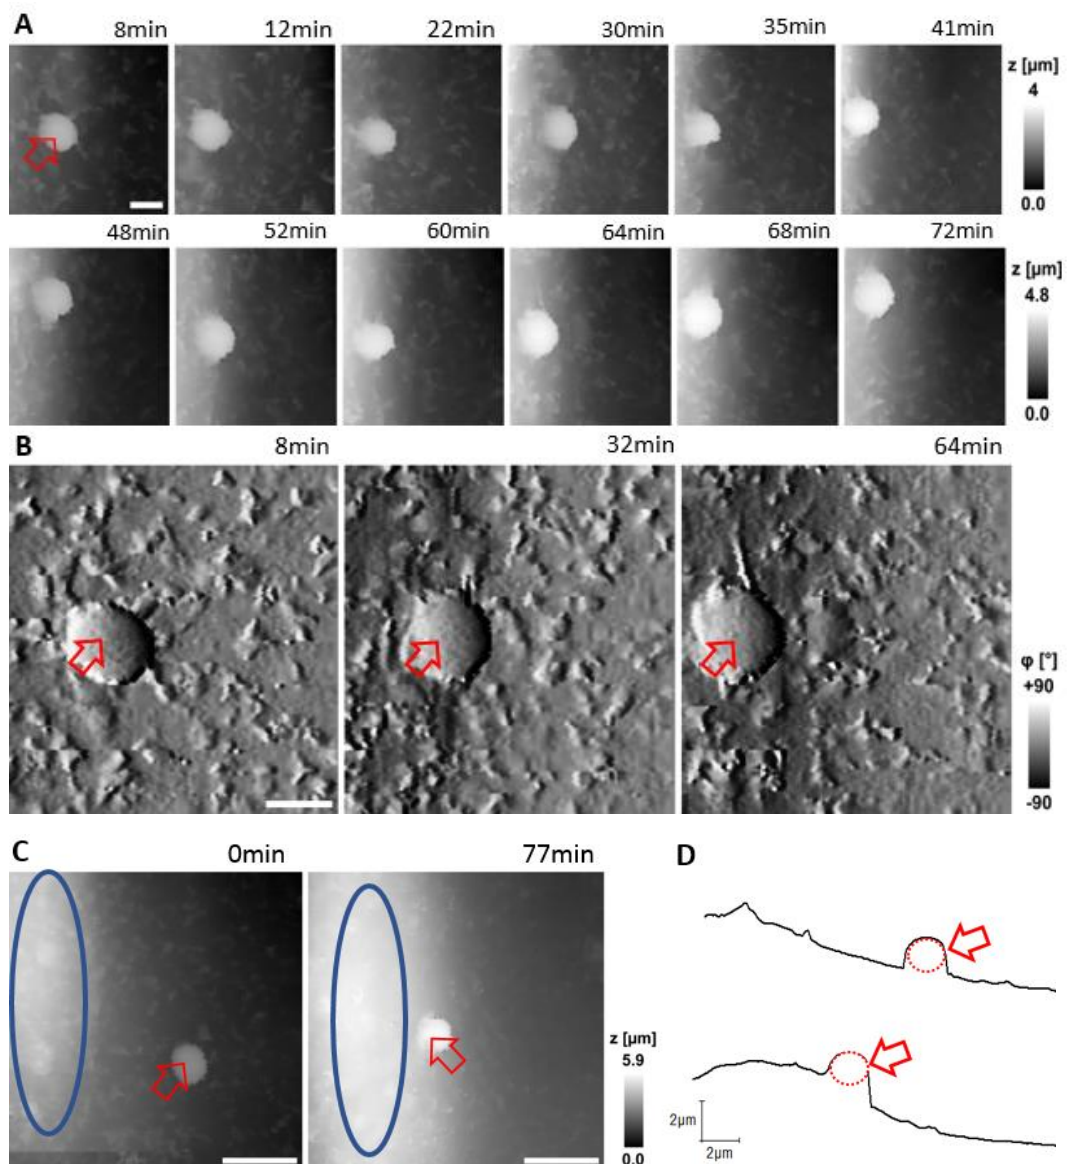 A
8min 12min 22min 30min 35min 41min
z [µm]
4
0.0
48min 52min 60min 64min 68min 72min
z [µm]
4.8
0.0
B
8min 32min 64min
φ [°]
+90
-90
C
0min 77min
z [µm]
5.9
0.0
D
2µm
2µm